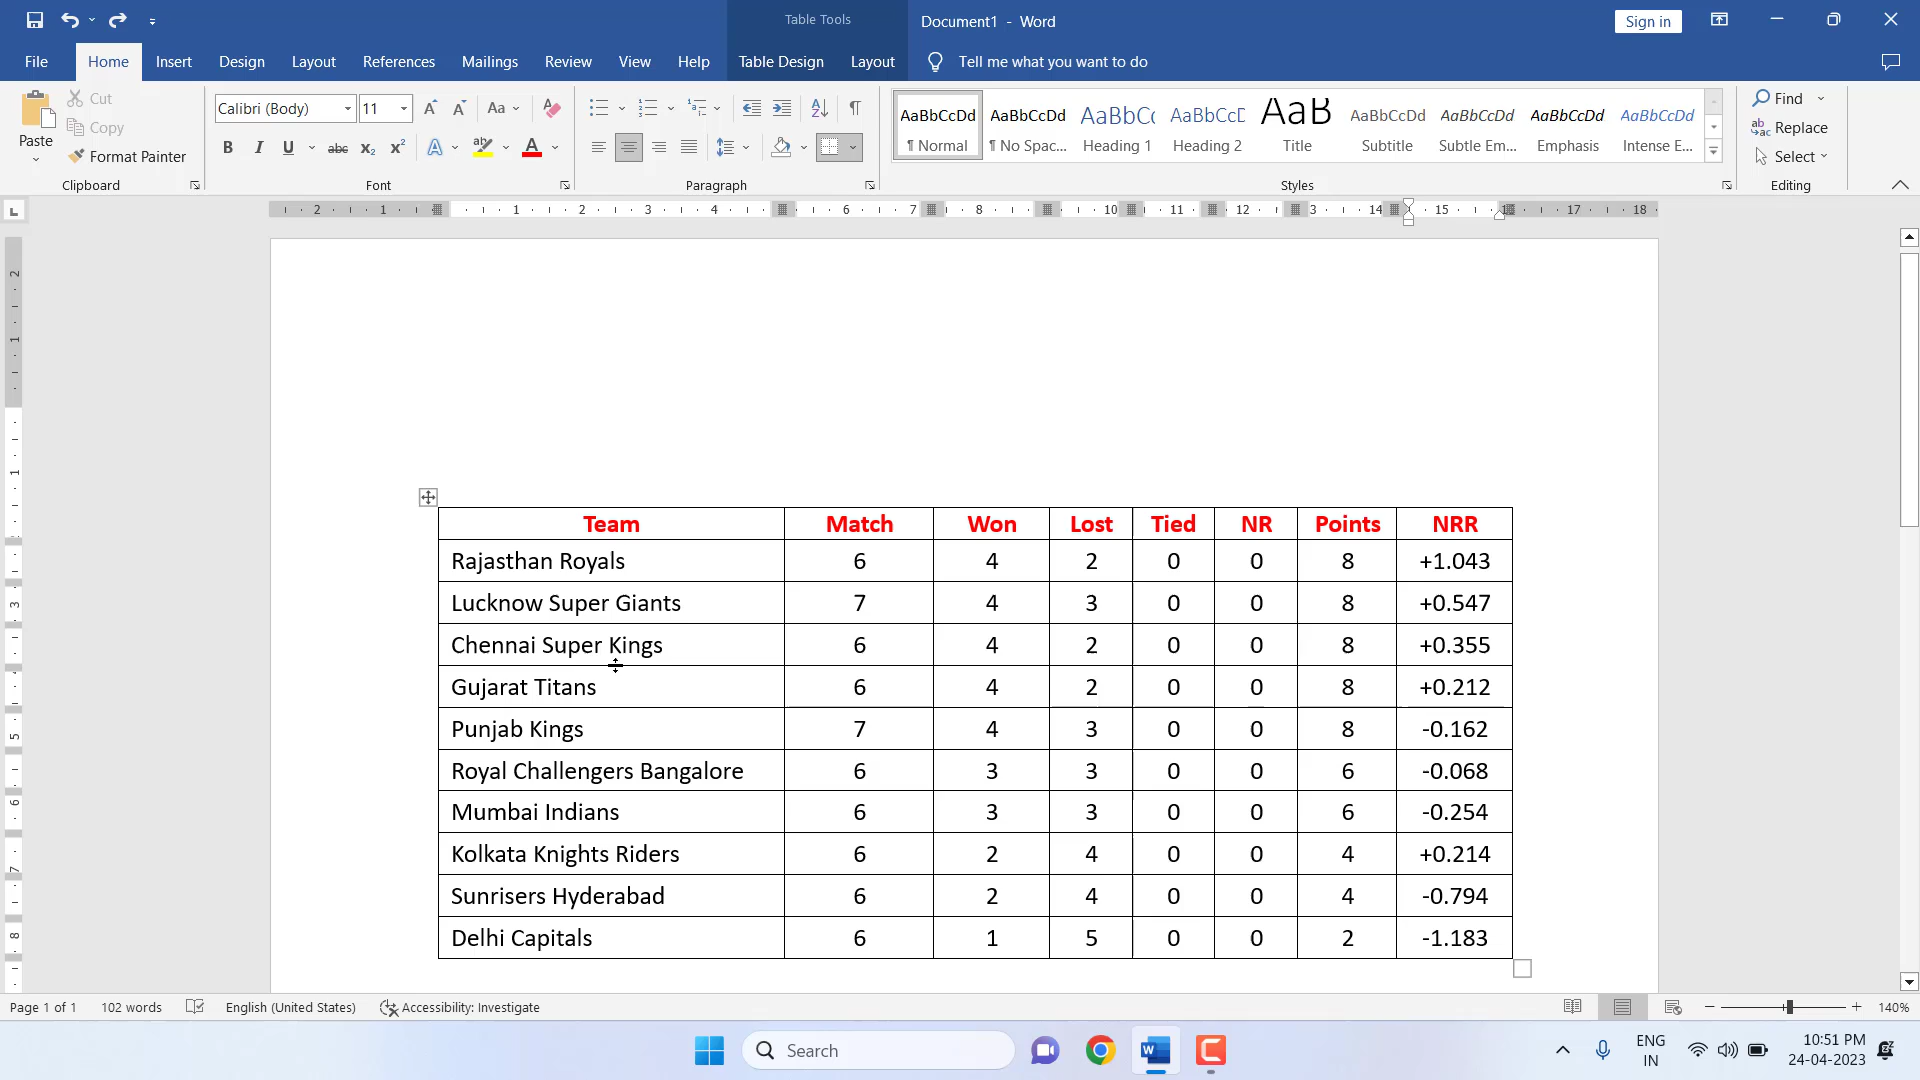 Table Tools
Document1 - Word
Sign in
File Home Insert Design Layout References Mailings Review View Help Table Design Layout Tell me what you want to do
Paste
Cut
Copy
Format Painter
Clipboard
Calibri (Body) 11
Font
Paragraph
AaBbCcDd AaBbCcDd AaBbCc AaBbCcD AaB AaBbCcDd AaBbCcDd AaBbCcDd AaBbCcDd
¶ Normal ¶ No Spac... Heading 1 Heading 2 Title Subtitle Subtle Em... Emphasis Intense E...
Styles
Find
Replace
Select
Editing
Team Match Won Lost Tied NR Points NRR
Rajasthan Royals 6 4 2 0 0 8 +1.043
Lucknow Super Giants 7 4 3 0 0 8 +0.547
Chennai Super Kings 6 4 2 0 0 8 +0.355
Gujarat Titans 6 4 2 0 0 8 +0.212
Punjab Kings 7 4 3 0 0 8 -0.162
Royal Challengers Bangalore 6 3 3 0 0 6 -0.068
Mumbai Indians 6 3 3 0 0 6 -0.254
Kolkata Knights Riders 6 2 4 0 0 4 +0.214
Sunrisers Hyderabad 6 2 4 0 0 4 -0.794
Delhi Capitals 6 1 5 0 0 2 -1.183
Page 1 of 1 102 words English (United States) Accessibility: Investigate 140%
Search
ENG
IN
10:51 PM
24-04-2023